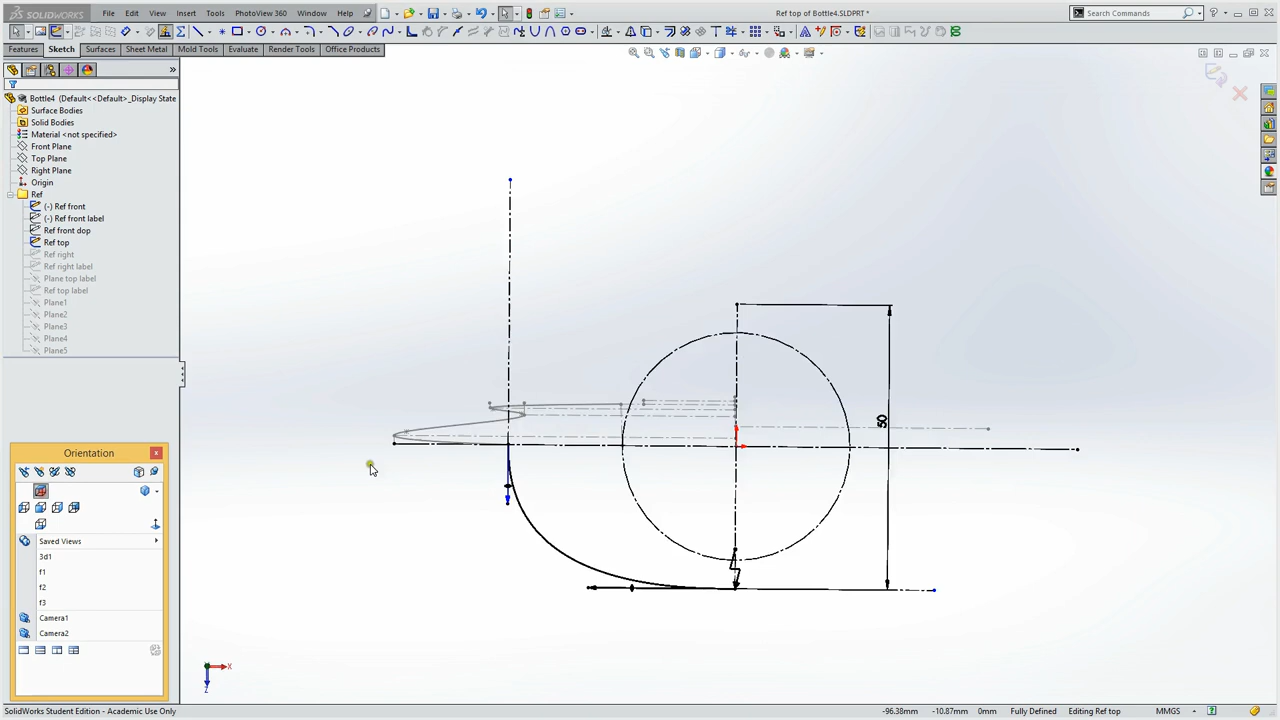 SOLIDWORKS
File Edit View Insert Tools PhotoView 360 Window Help
Ref top of Bottle4.SLDPRT *
Search Commands
Features Sketch Surfaces Sheet Metal Mold Tools Evaluate Render Tools Office Products
Bottle4 (Default<<Default>_Display State
Surface Bodies
Solid Bodies
Material <not specified>
Front Plane
Top Plane
Right Plane
Origin
Ref
(-) Ref front
(-) Ref front label
Ref front dop
Ref top
Ref right
Ref right label
Plane top label
Ref top label
Plane1
Plane2
Plane3
Plane4
Plane5
50
Orientation
Saved Views
3d1
f1
f2
f3
Camera1
Camera2
X
Z
SolidWorks Student Edition - Academic Use Only
-96.38mm -10.87mm 0mm Fully Defined Editing Ref top MMGS